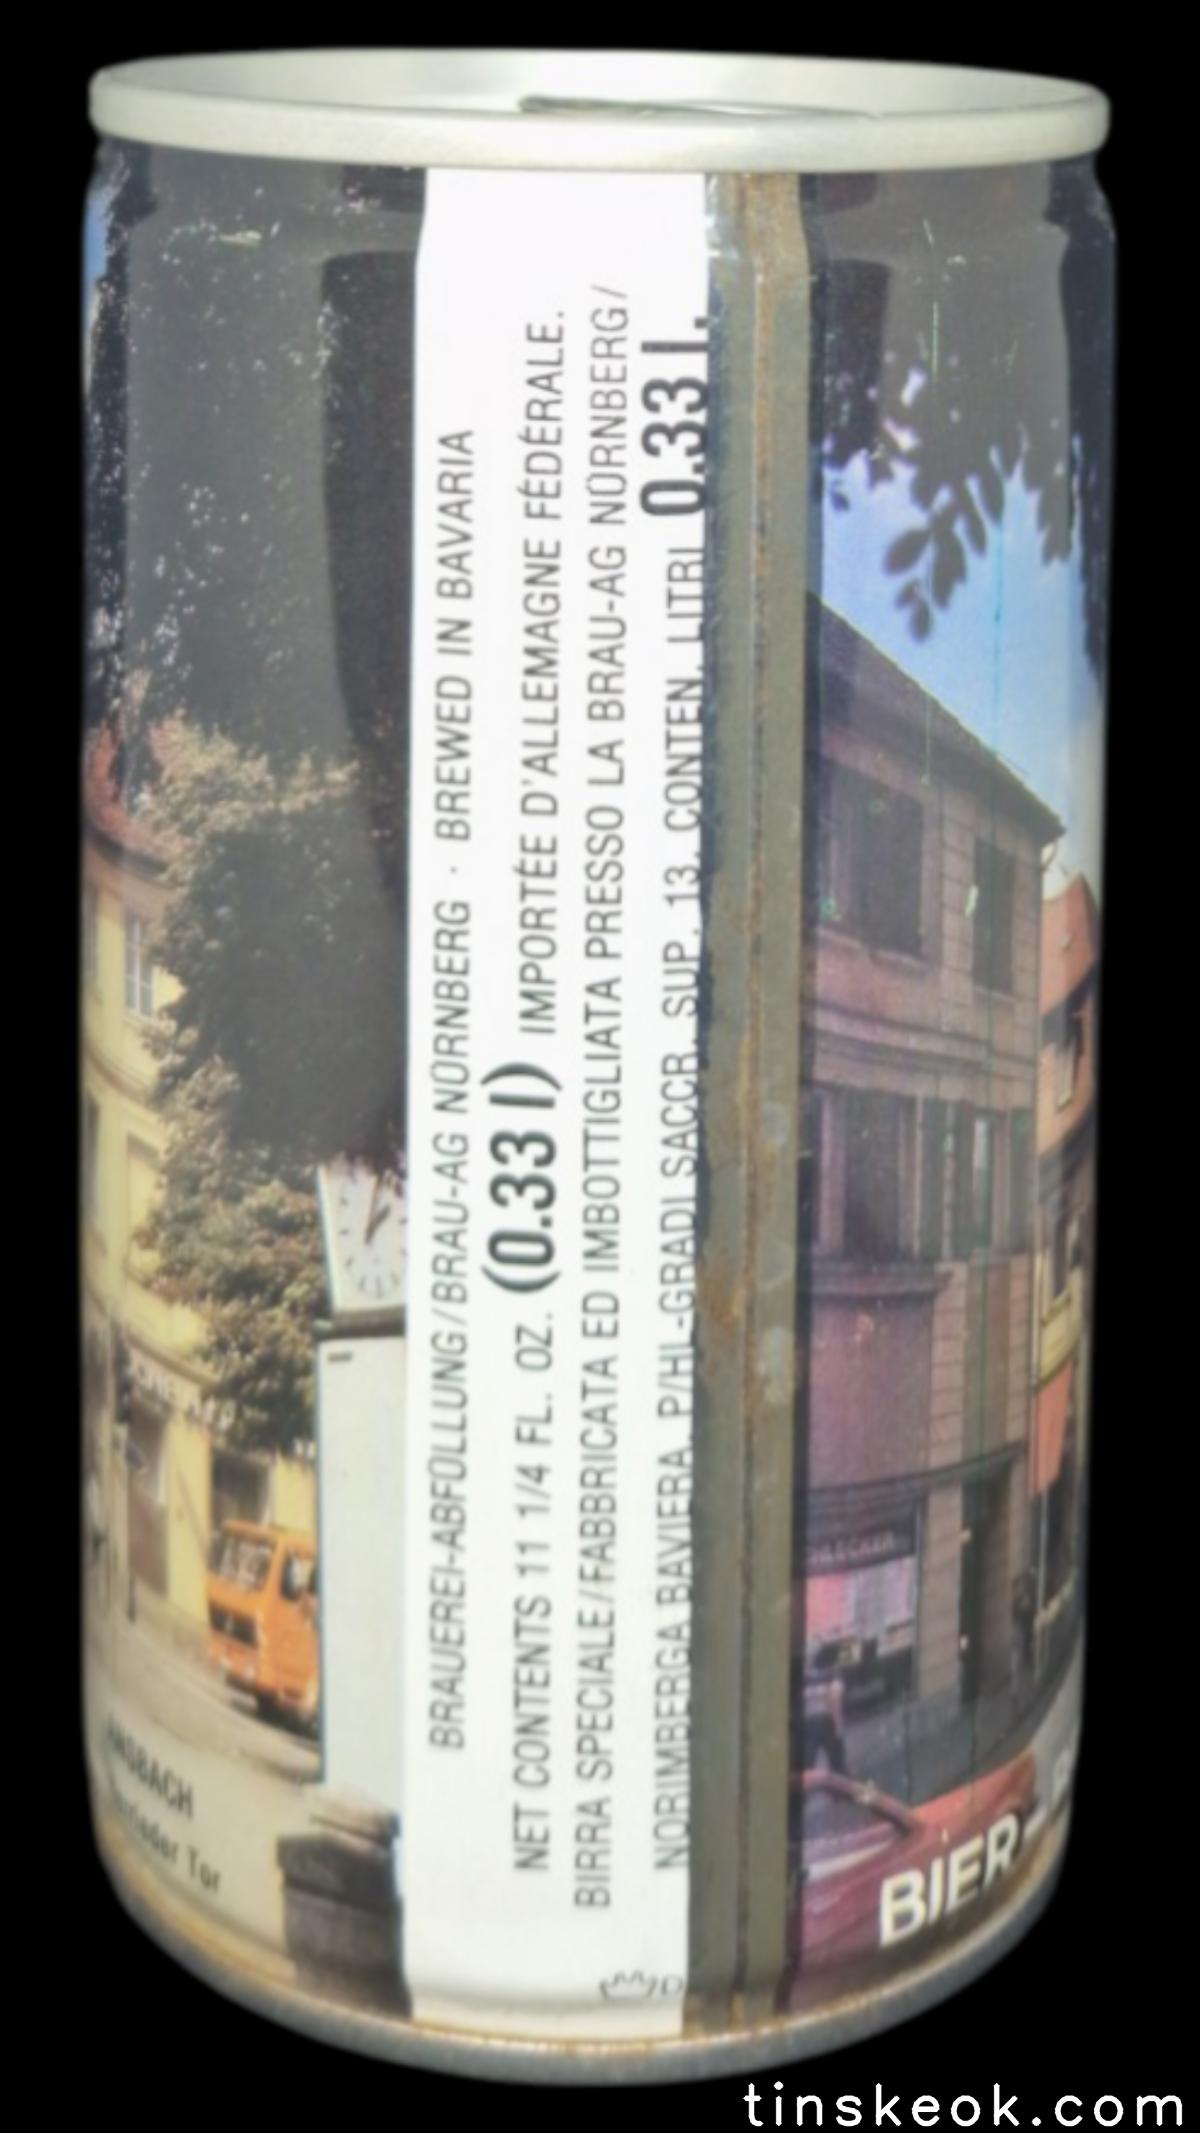 BRAUEREI-ABFÜLLUNG/BRAU-AG NÜRNBERG · BREWED IN BAVARIA
NET CONTENTS 11 1/4 FL. OZ. (0.33 l) IMPORTÉE D'ALLEMAGNE FÉDÉRALE.
BIRRA SPECIALE/FABBRICATA ED IMBOTTIGLIATA PRESSO LA BRAU-AG NÜRNBERG/
NORIMBERGA BAVIERA. P/HL-GRADI SACCR. SUP. 13. CONTEN. LITRI 0.33 l.
ANSBACH
Tor
BIER-
tinskeok.com